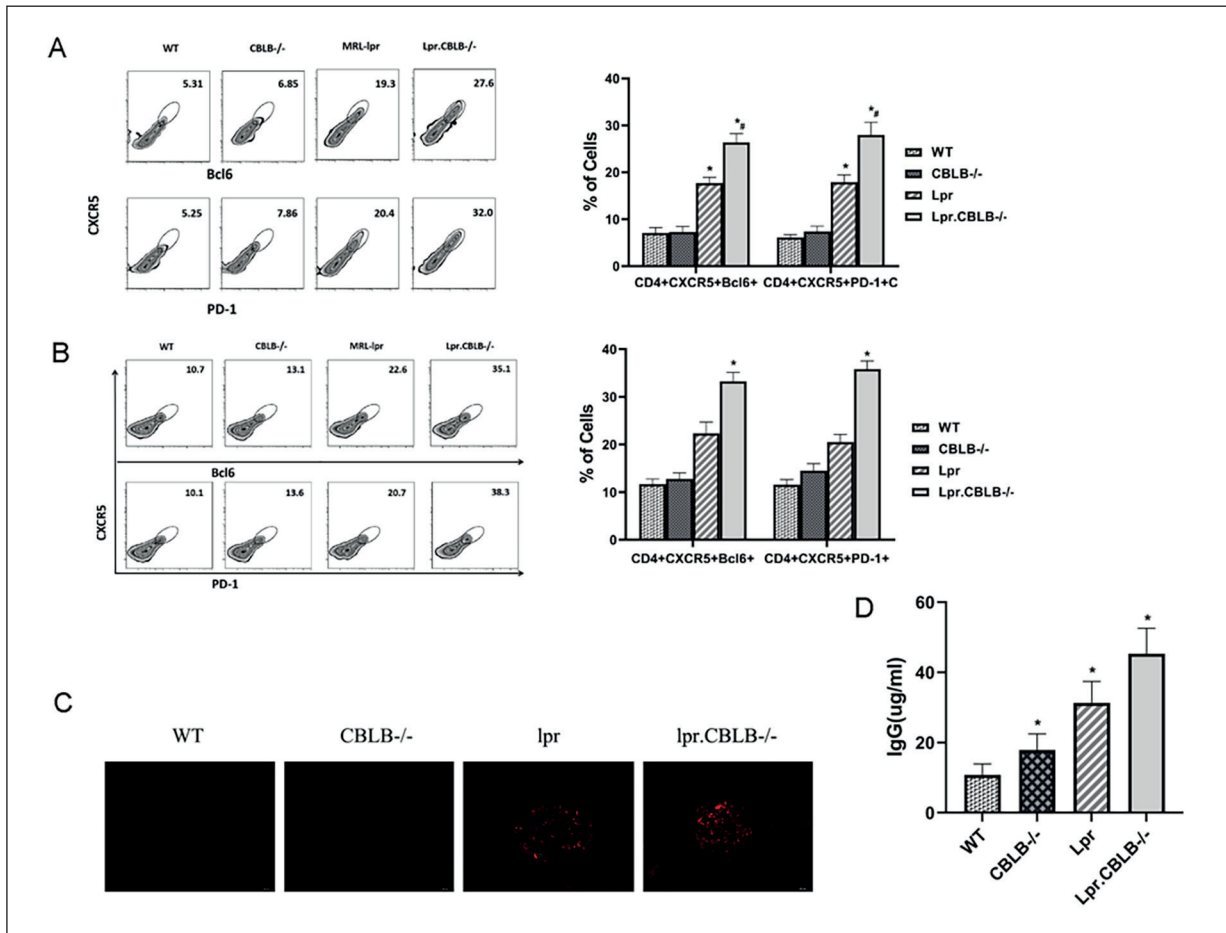 A
WT CBLB-/- MRL-lpr Lpr.CBLB-/-
5.31 6.85 19.3 27.6
Bcl6
CXCR5
5.25 7.86 20.4 32.0
PD-1
% of Cells
40
30
20
10
0
*
*#
*
*#
CD4+CXCR5+Bcl6+ CD4+CXCR5+PD-1+C
WT
CBLB-/-
Lpr
Lpr.CBLB-/-
B
WT CBLB-/- MRL-lpr Lpr.CBLB-/-
10.7 13.1 22.6 35.1
Bcl6
CXCR5
10.1 13.6 20.7 38.3
PD-1
% of Cells
40
30
20
10
0
*
*
CD4+CXCR5+Bcl6+ CD4+CXCR5+PD-1+
WT
CBLB-/-
Lpr
Lpr.CBLB-/-
C
WT CBLB-/- lpr lpr.CBLB-/-
D
IgG(ug/ml)
60
40
20
0
*
*
*
WT CBLB-/- Lpr Lpr.CBLB-/-